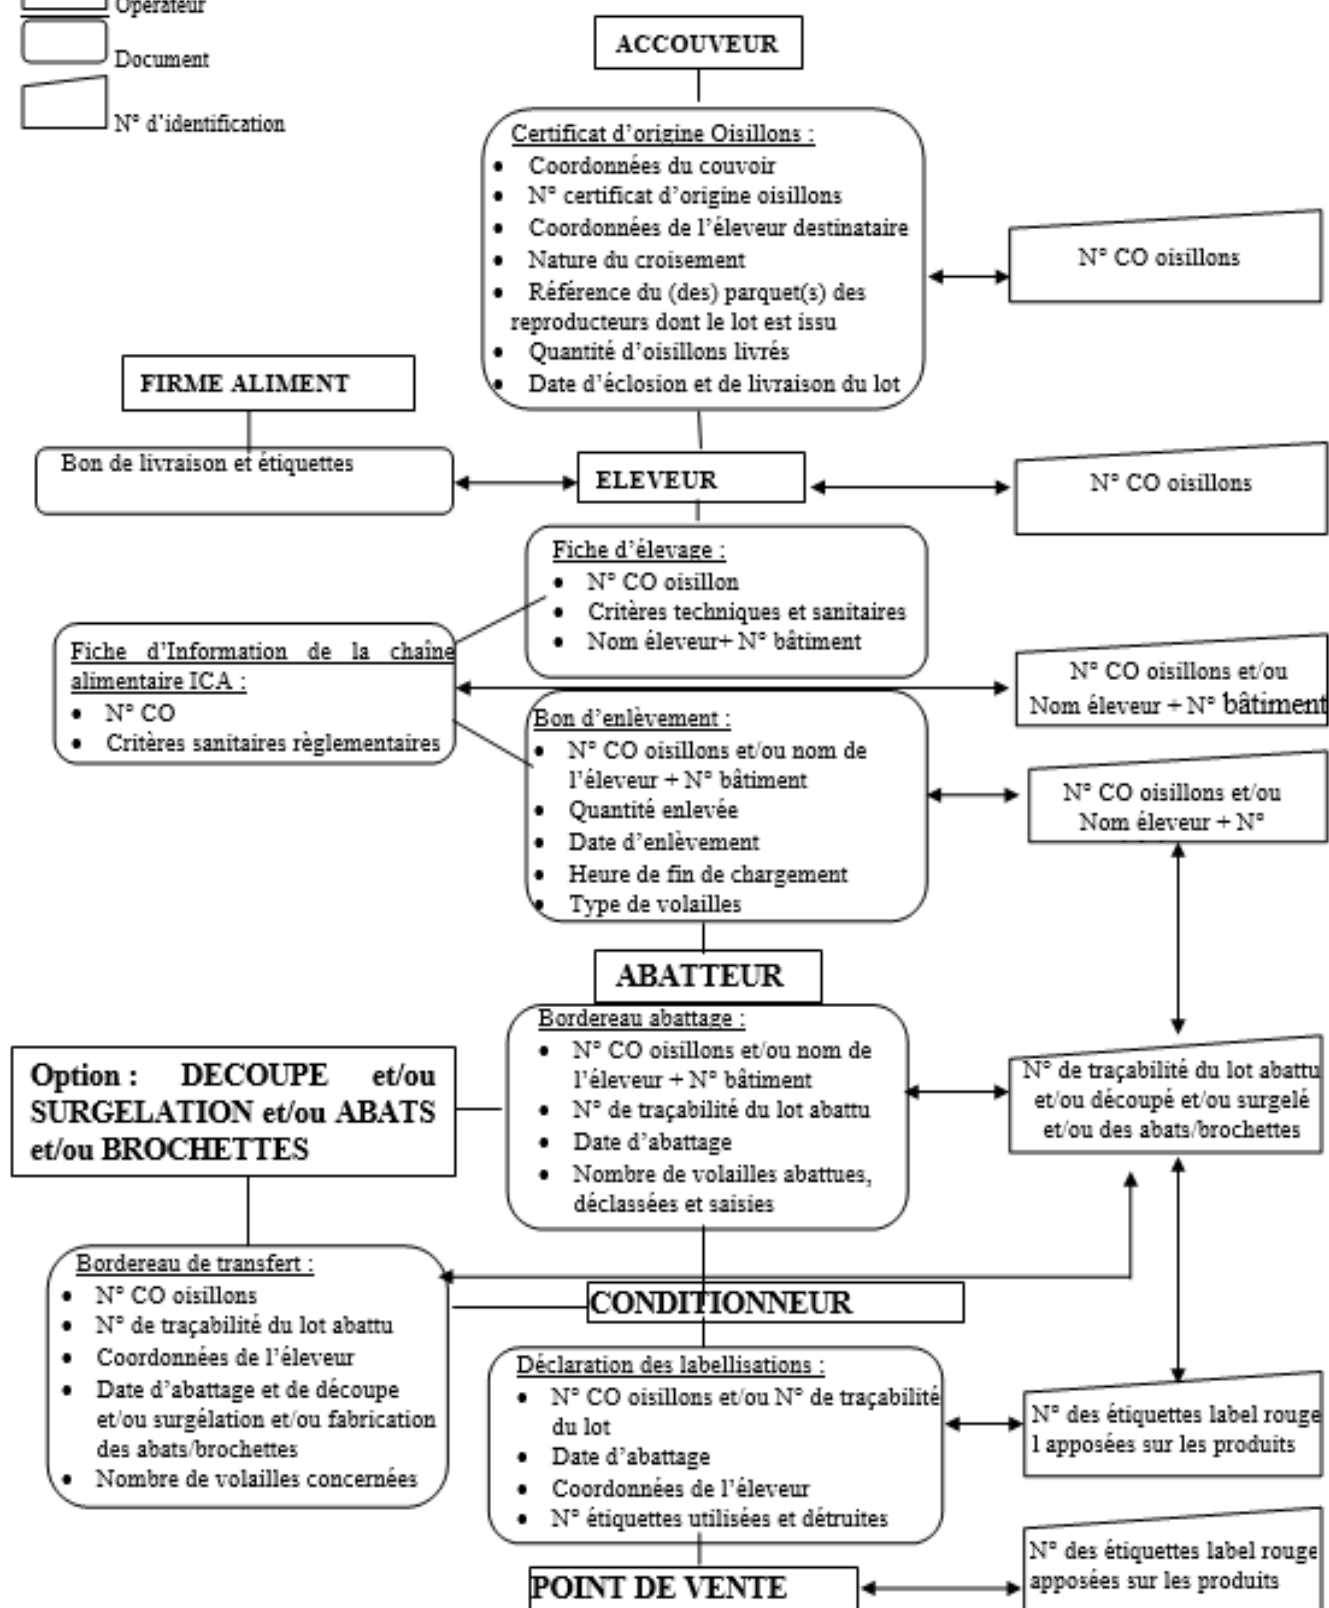 Opérateur
Document
N° d'identification
ACCOUVEUR
Certificat d'origine Oisillons :
• Coordonnées du couvoir
• N° certificat d'origine oisillons
• Coordonnées de l'éleveur destinataire
• Nature du croisement
• Référence du (des) parquet(s) des
reproducteurs dont le lot est issu
• Quantité d'oisillons livrés
• Date d'éclosion et de livraison du lot
N° CO oisillons
FIRME ALIMENT
Bon de livraison et étiquettes
ELEVEUR
N° CO oisillons
Fiche d'élevage :
• N° CO oisillon
• Critères techniques et sanitaires
• Nom éleveur+ N° bâtiment
Fiche d'Information de la chaîne
alimentaire ICA :
• N° CO
• Critères sanitaires règlementaires
N° CO oisillons et/ou
Nom éleveur + N° bâtiment
Bon d'enlèvement :
• N° CO oisillons et/ou nom de
l'éleveur + N° bâtiment
• Quantité enlevée
• Date d'enlèvement
• Heure de fin de chargement
• Type de volailles
N° CO oisillons et/ou
Nom éleveur + N°
ABATTEUR
Bordereau abattage :
• N° CO oisillons et/ou nom de
l'éleveur + N° bâtiment
• N° de traçabilité du lot abattu
• Date d'abattage
• Nombre de volailles abattues,
déclassées et saisies
Option : DECOUPE et/ou
SURGELATION et/ou ABATS
et/ou BROCHETTES
N° de traçabilité du lot abattu
et/ou découpé et/ou surgelé
et/ou des abats/brochettes
Bordereau de transfert :
• N° CO oisillons
• N° de traçabilité du lot abattu
• Coordonnées de l'éleveur
• Date d'abattage et de découpe
et/ou surgélation et/ou fabrication
des abats/brochettes
• Nombre de volailles concernées
CONDITIONNEUR
Déclaration des labellisations :
• N° CO oisillons et/ou N° de traçabilité
du lot
• Date d'abattage
• Coordonnées de l'éleveur
• N° étiquettes utilisées et détruites
N° des étiquettes label rouge
l apposées sur les produits
POINT DE VENTE
N° des étiquettes label rouge
apposées sur les produits